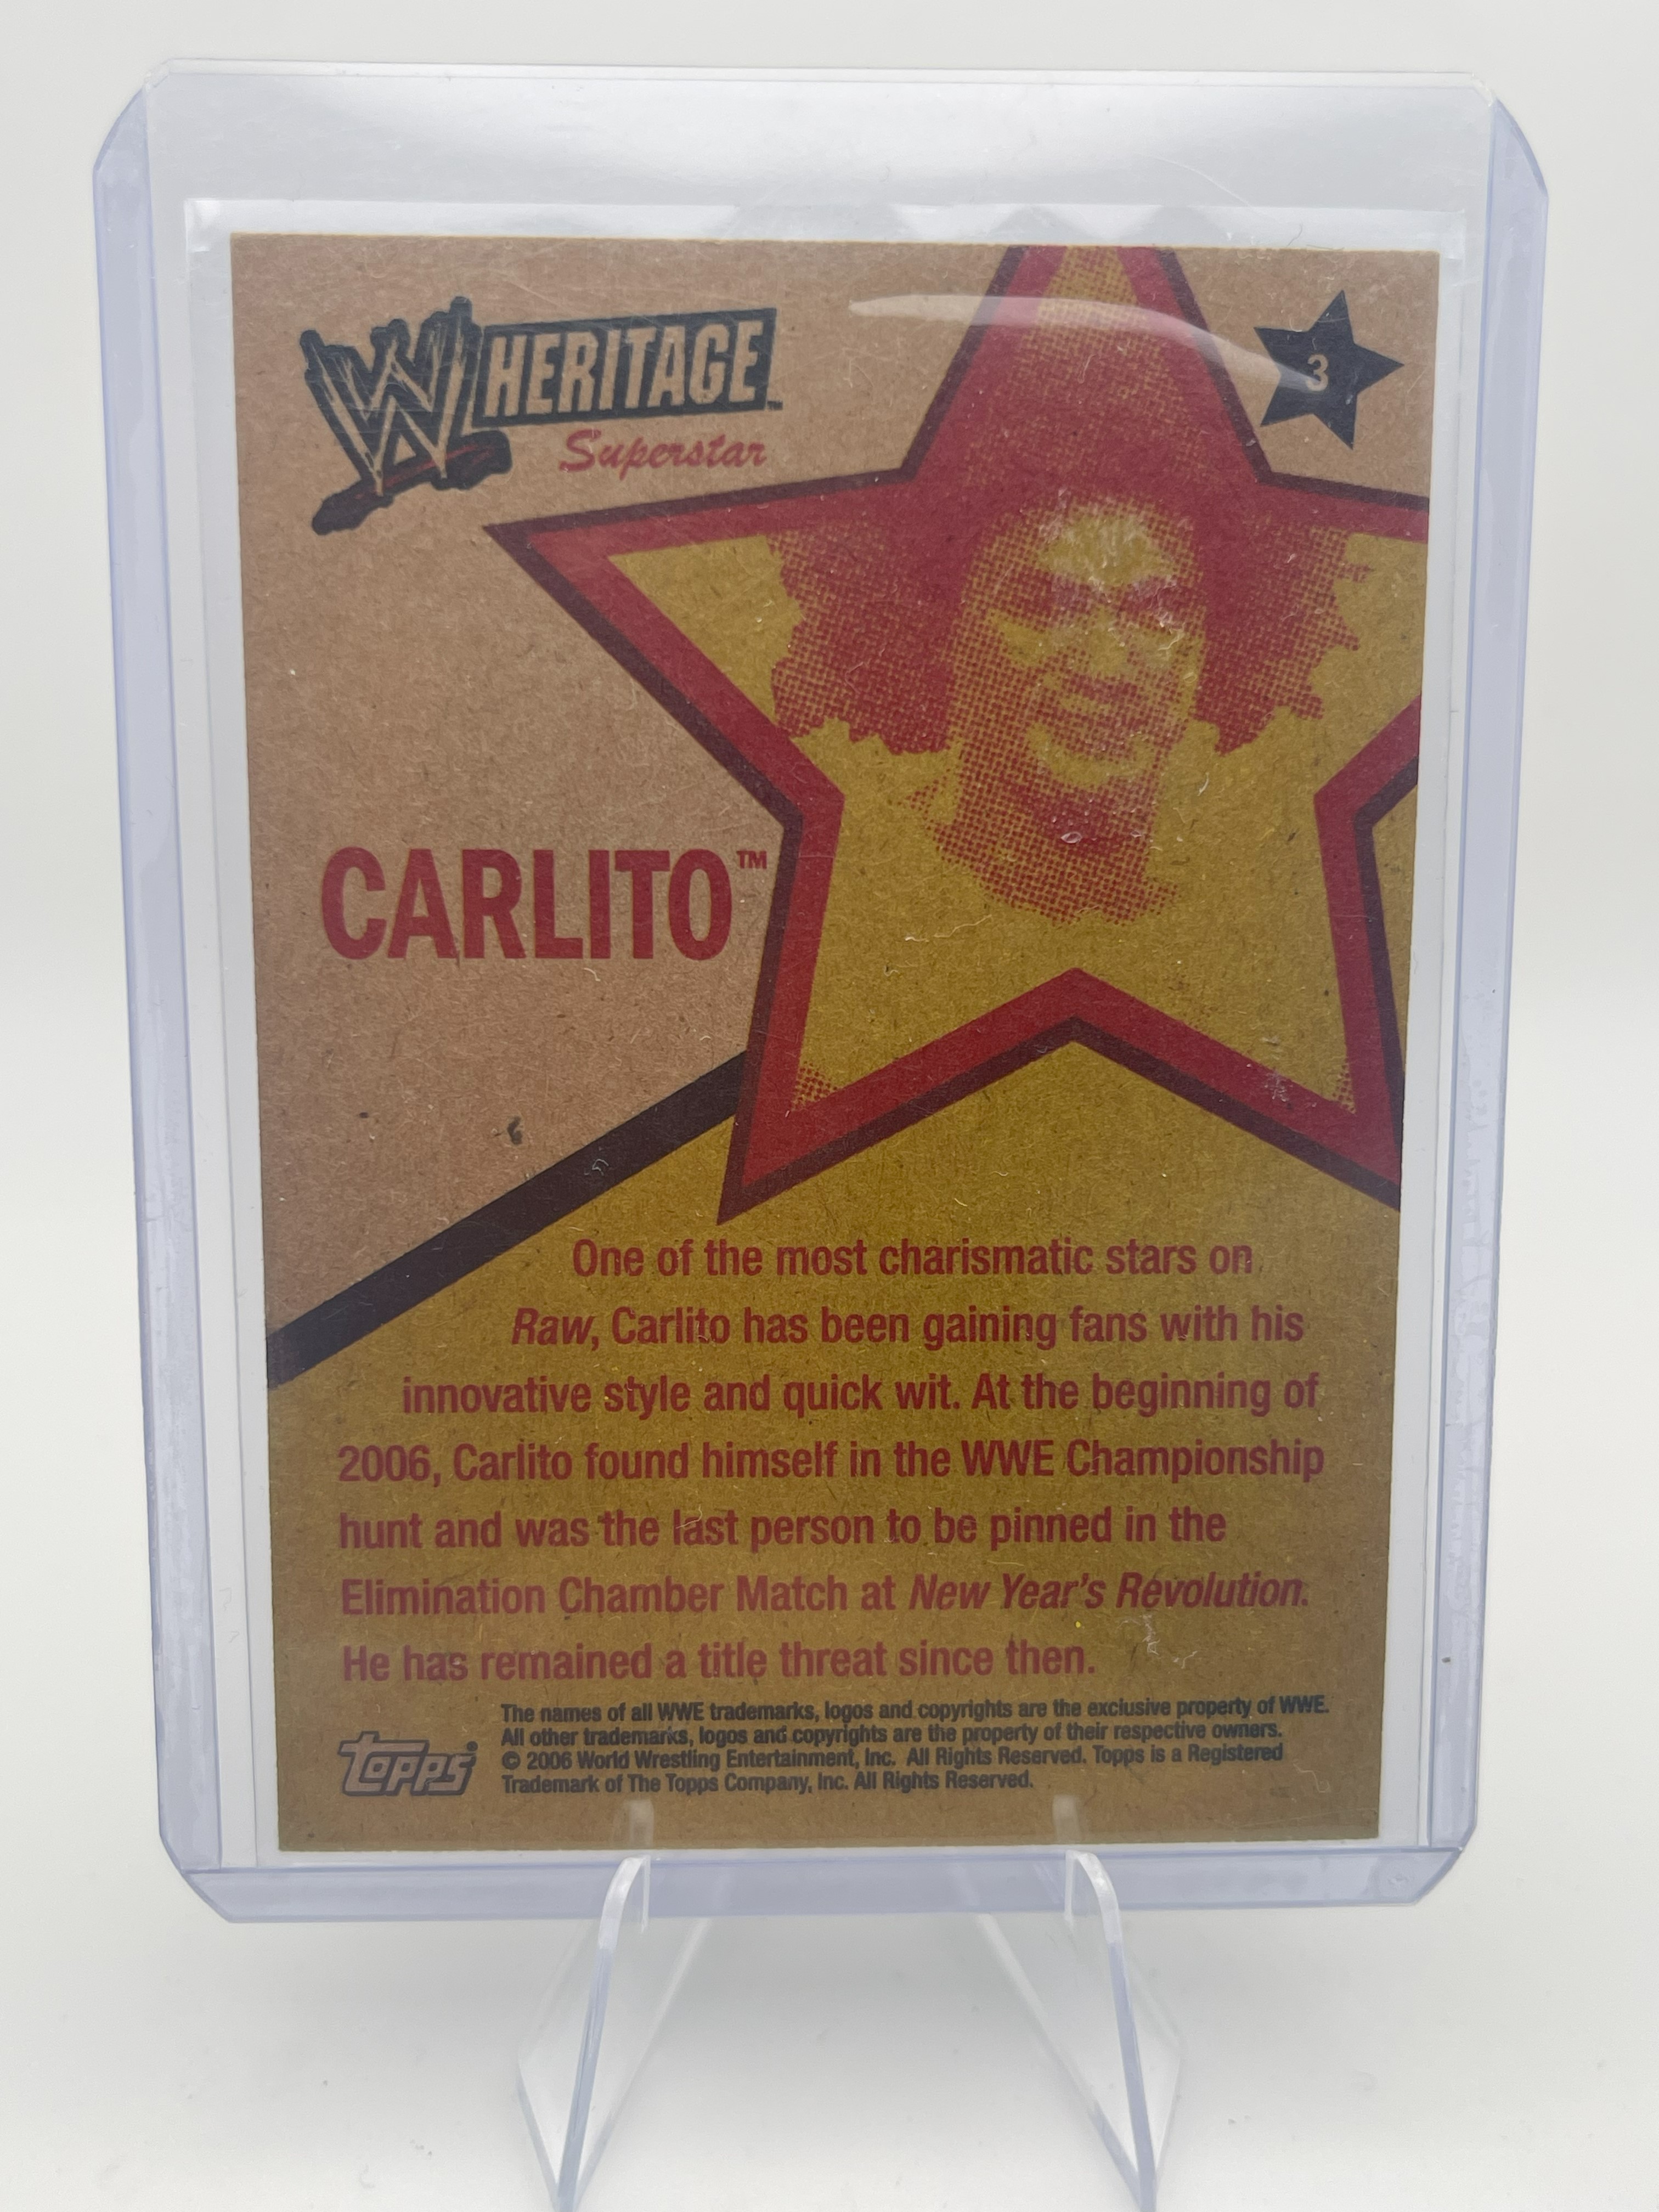 W HERITAGE™
Superstar
3
CARLITO™
One of the most charismatic stars on
Raw, Carlito has been gaining fans with his
innovative style and quick wit. At the beginning of
2006, Carlito found himself in the WWE Championship
hunt and was the last person to be pinned in the
Elimination Chamber Match at New Year's Revolution.
He has remained a title threat since then.
The names of all WWE trademarks, logos and copyrights are the exclusive property of WWE.
All other trademarks, logos and copyrights are the property of their respective owners.
© 2006 World Wrestling Entertainment, Inc. All Rights Reserved. Topps is a Registered
Trademark of The Topps Company, Inc. All Rights Reserved.
Topps®